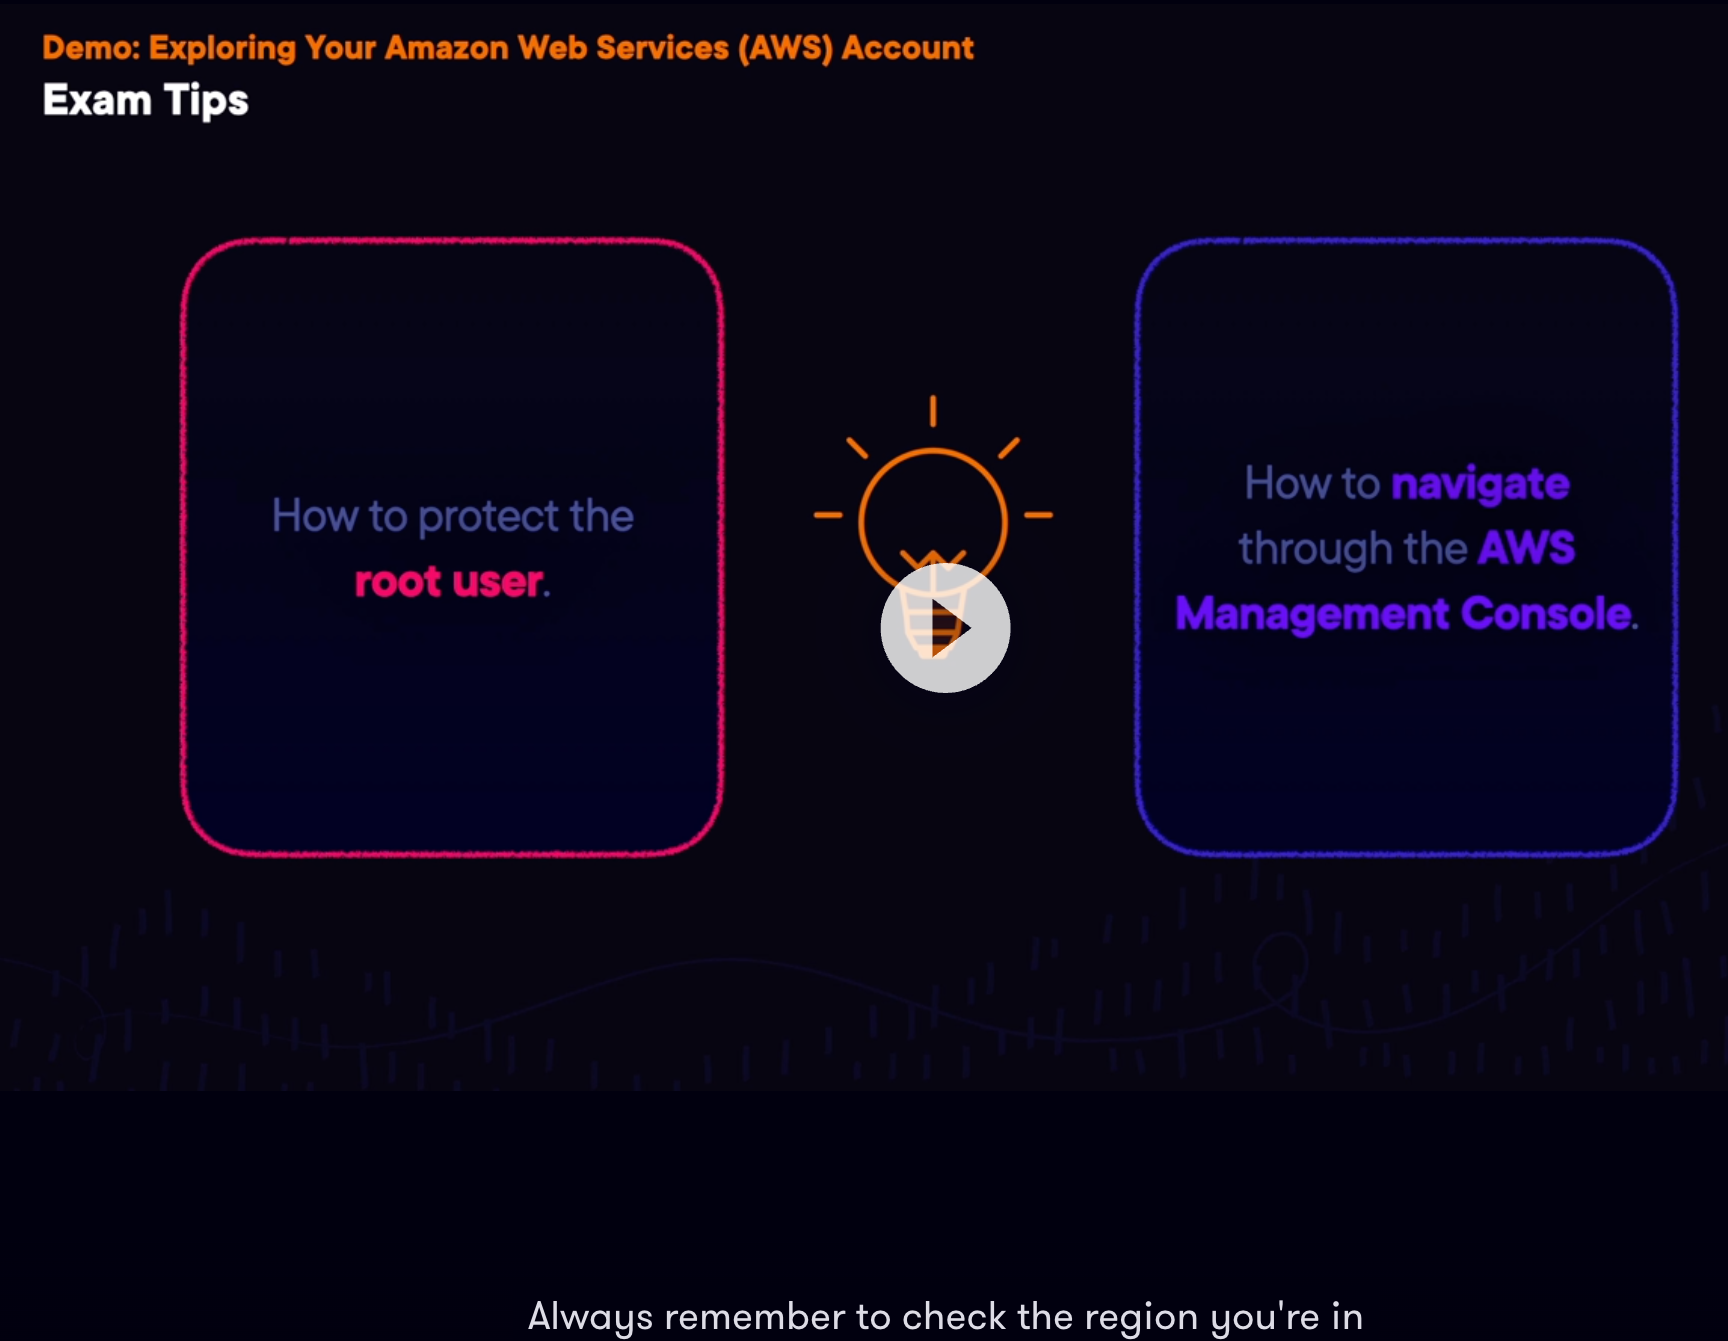 Demo: Exploring Your Amazon Web Services (AWS) Account
Exam Tips
How to protect the
root user.
How to navigate
through the AWS
Management Console.
Always remember to check the region you're in